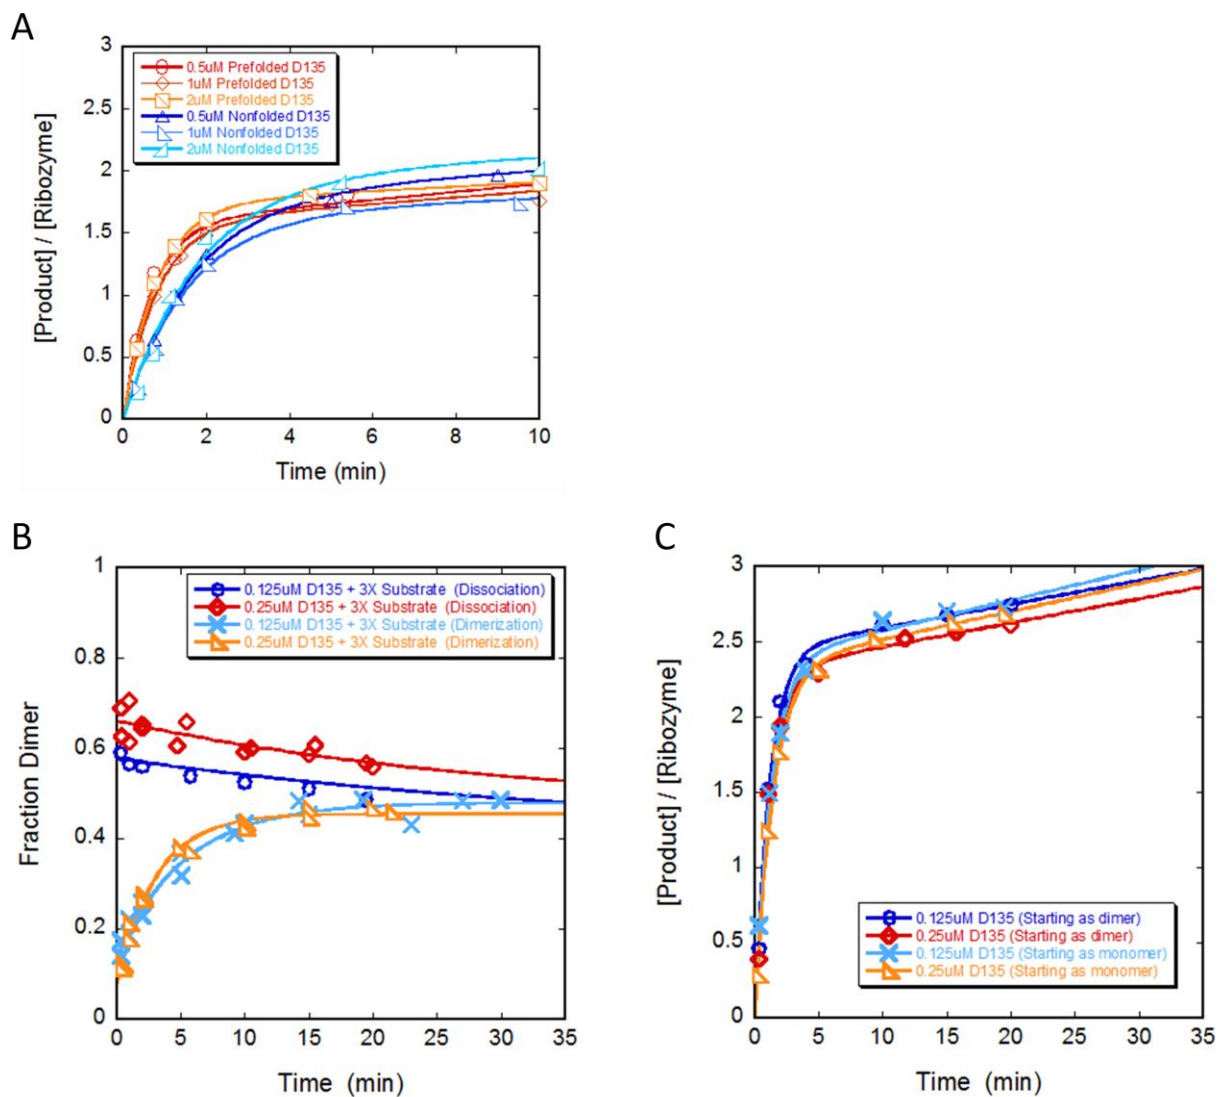 A
[Product] / [Ribozyme]
3
2.5
2
1.5
1
0.5
0
0.5uM Prefolded D135
1uM Prefolded D135
2uM Prefolded D135
0.5uM Nonfolded D135
1uM Nonfolded D135
2uM Nonfolded D135
0 2 4 6 8 10
Time (min)
B
Fraction Dimer
1
0.8
0.6
0.4
0.2
0
0.125uM D135 + 3X Substrate (Dissociation)
0.25uM D135 + 3X Substrate (Dissociation)
0.125uM D135 + 3X Substrate (Dimerization)
0.25uM D135 + 3X Substrate (Dimerization)
0 5 10 15 20 25 30 35
Time (min)
C
[Product] / [Ribozyme]
3
2.5
2
1.5
1
0.5
0
0.125uM D135 (Starting as dimer)
0.25uM D135 (Starting as dimer)
0.125uM D135 (Starting as monomer)
0.25uM D135 (Starting as monomer)
0 5 10 15 20 25 30 35
Time (min)